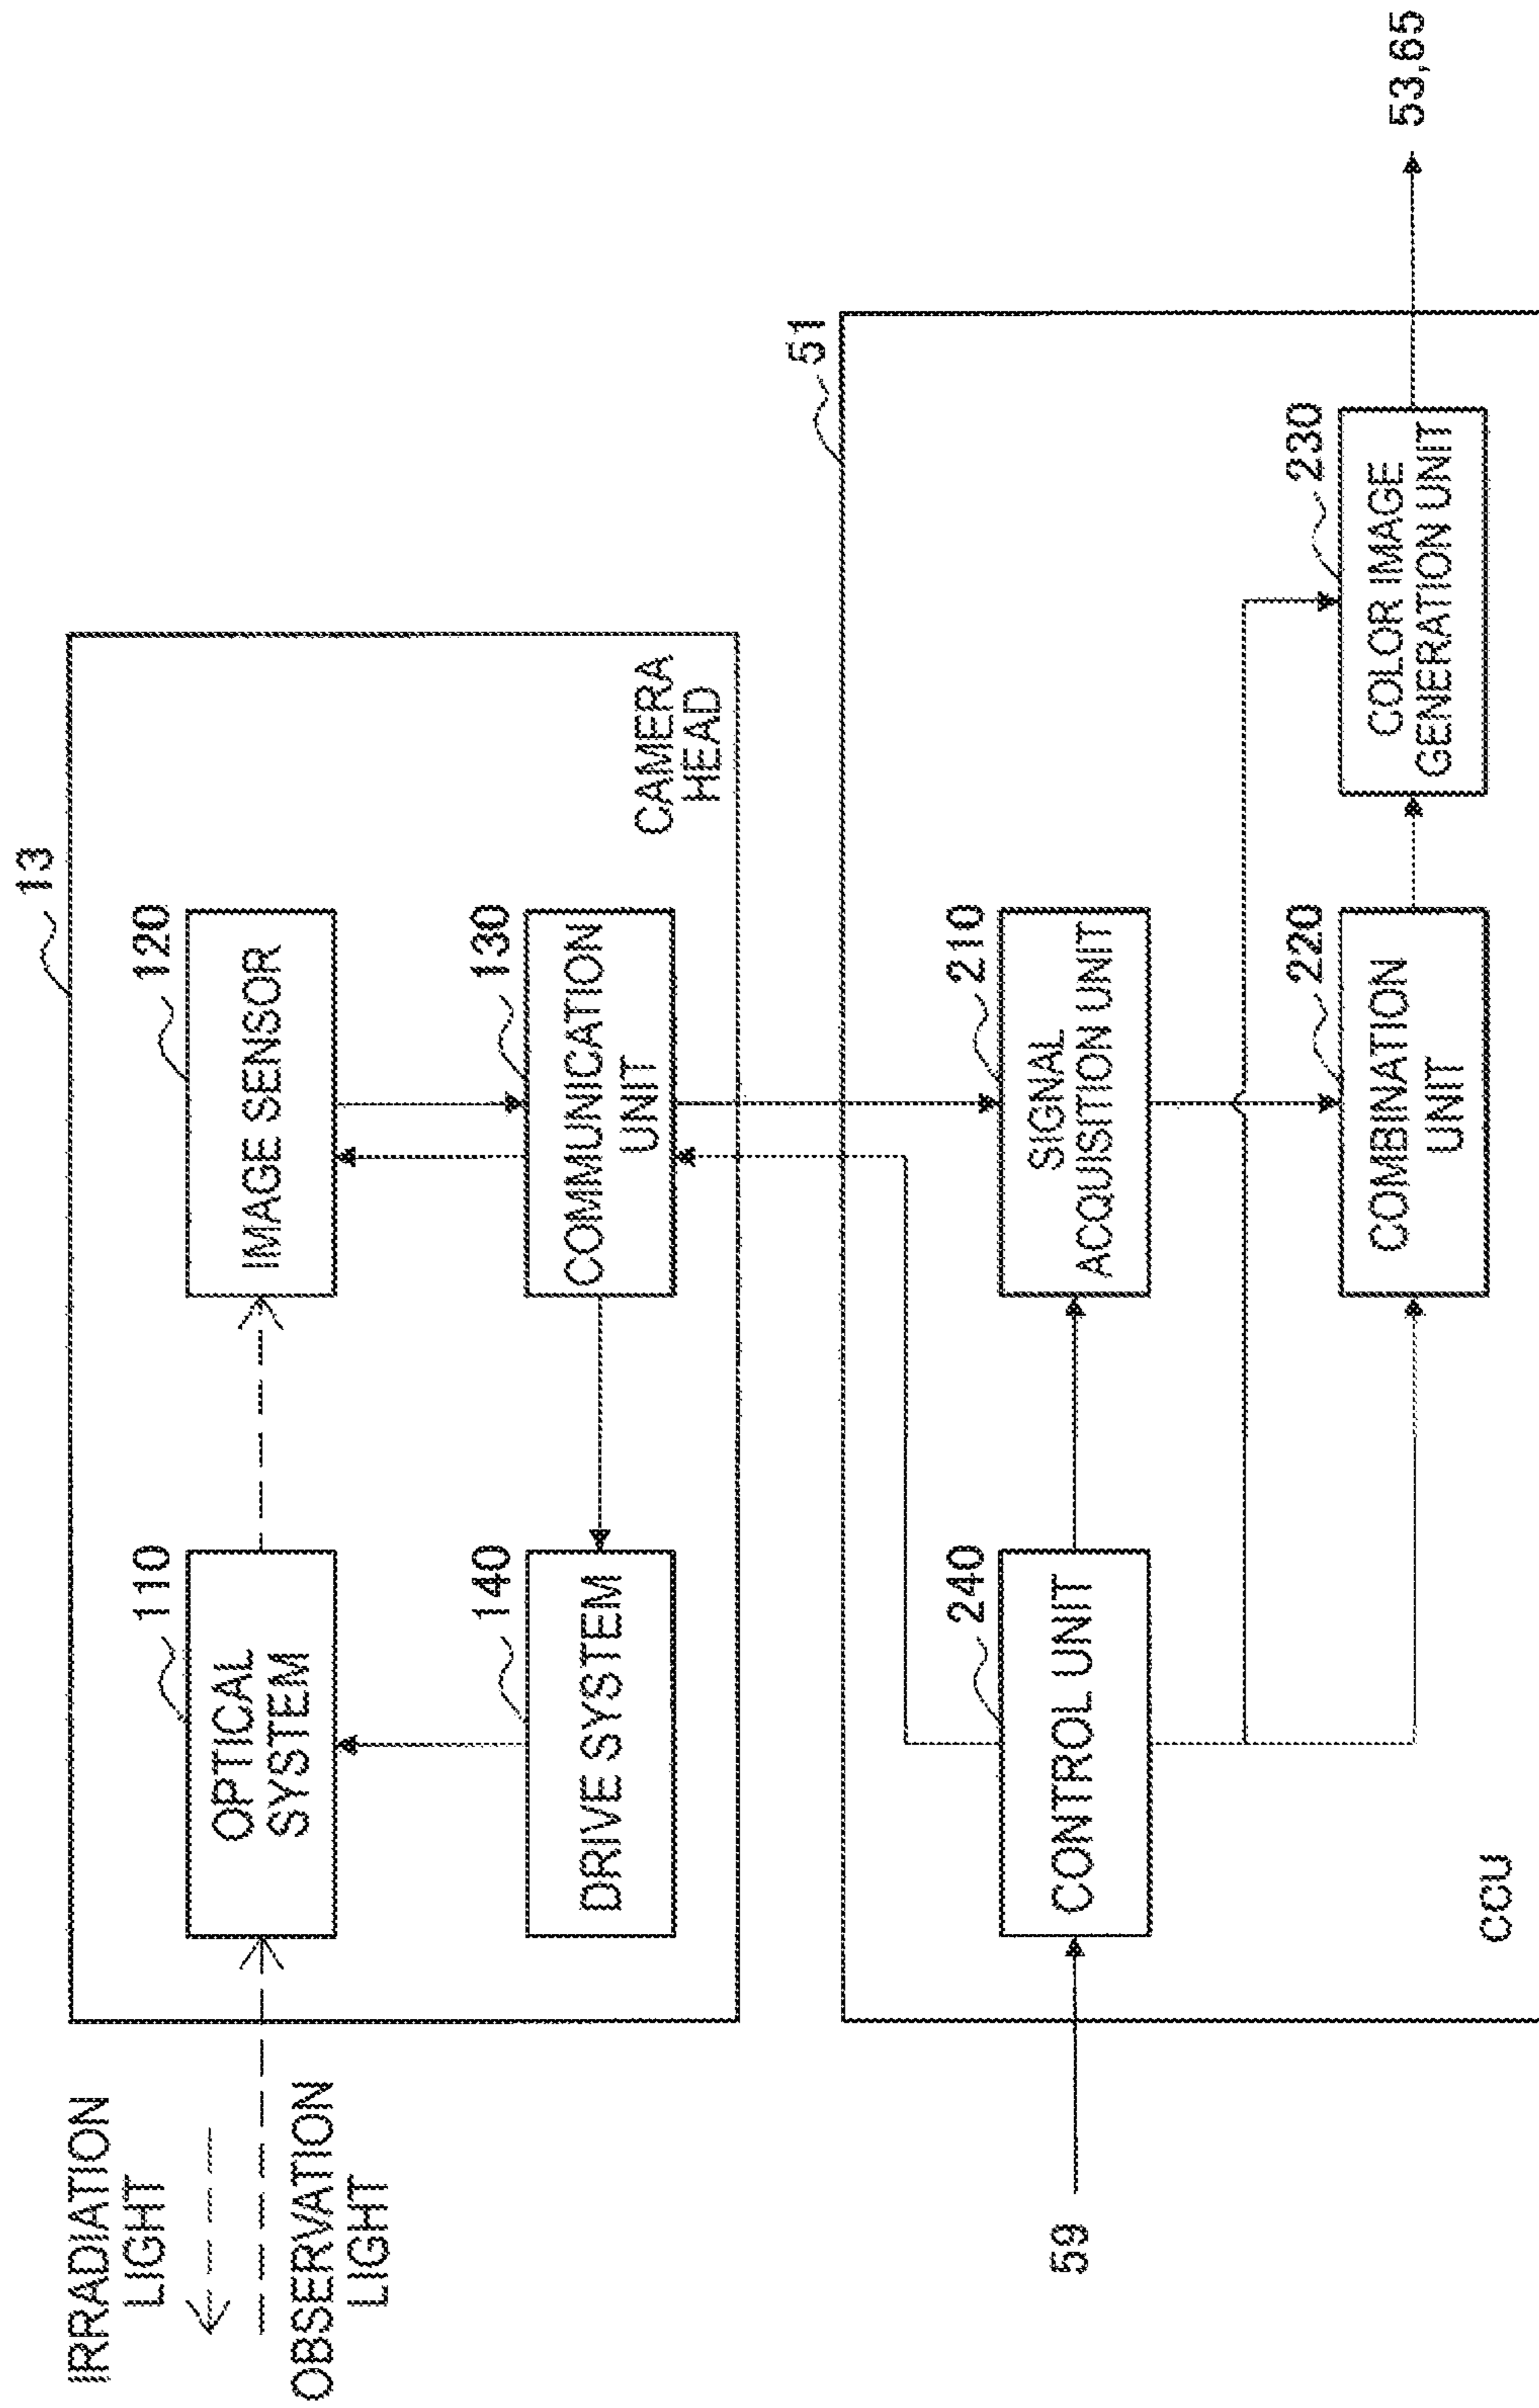 IRRADIATION
LIGHT
OBSERVATION
LIGHT
13
110
OPTICAL
SYSTEM
120
IMAGE SENSOR
140
DRIVE SYSTEM
130
COMMUNICATION
UNIT
CAMERA
HEAD
51
59
240
CONTROL UNIT
210
SIGNAL
ACQUISITION UNIT
220
COMBINATION
UNIT
230
COLOR IMAGE
GENERATION UNIT
53,65
CCU